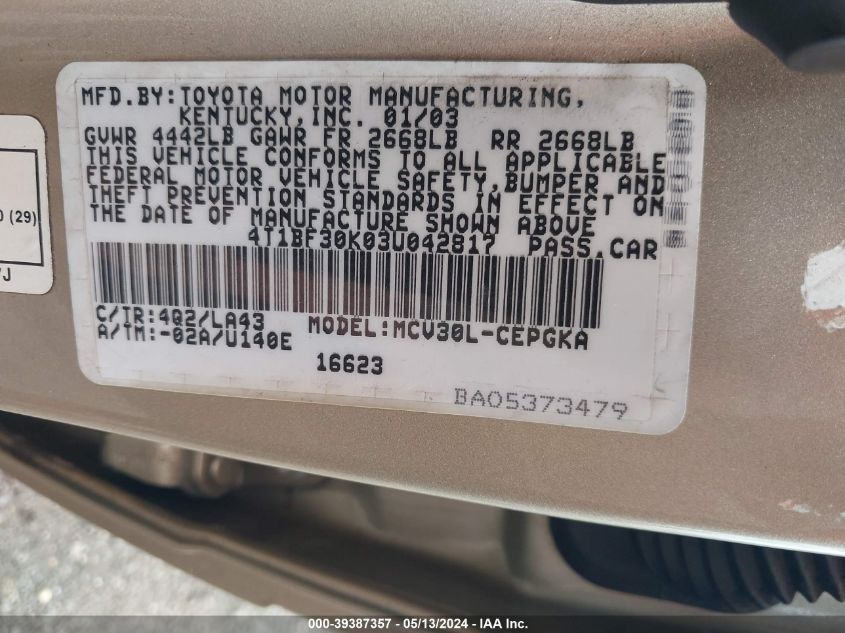 MFD.BY:TOYOTA MOTOR MANUFACTURING,
KENTUCKY,INC. 01/03
GVWR 4442LB GAWR FR 2668LB RR 2668LB
THIS VEHICLE CONFORMS TO ALL APPLICABLE
FEDERAL MOTOR VEHICLE SAFETY,BUMPER AND
THEFT PREVENTION STANDARDS IN EFFECT ON
THE DATE OF MANUFACTURE SHOWN ABOVE
4T1BF30K03U042817 PASS.CAR
C/TR:4Q2/LA43 MODEL:MCV30L-CEPGKA
A/TM:-02A/U140E
16623
BA05373479
0 (29)
/J
000-39387357 - 05/13/2024 - IAA Inc.